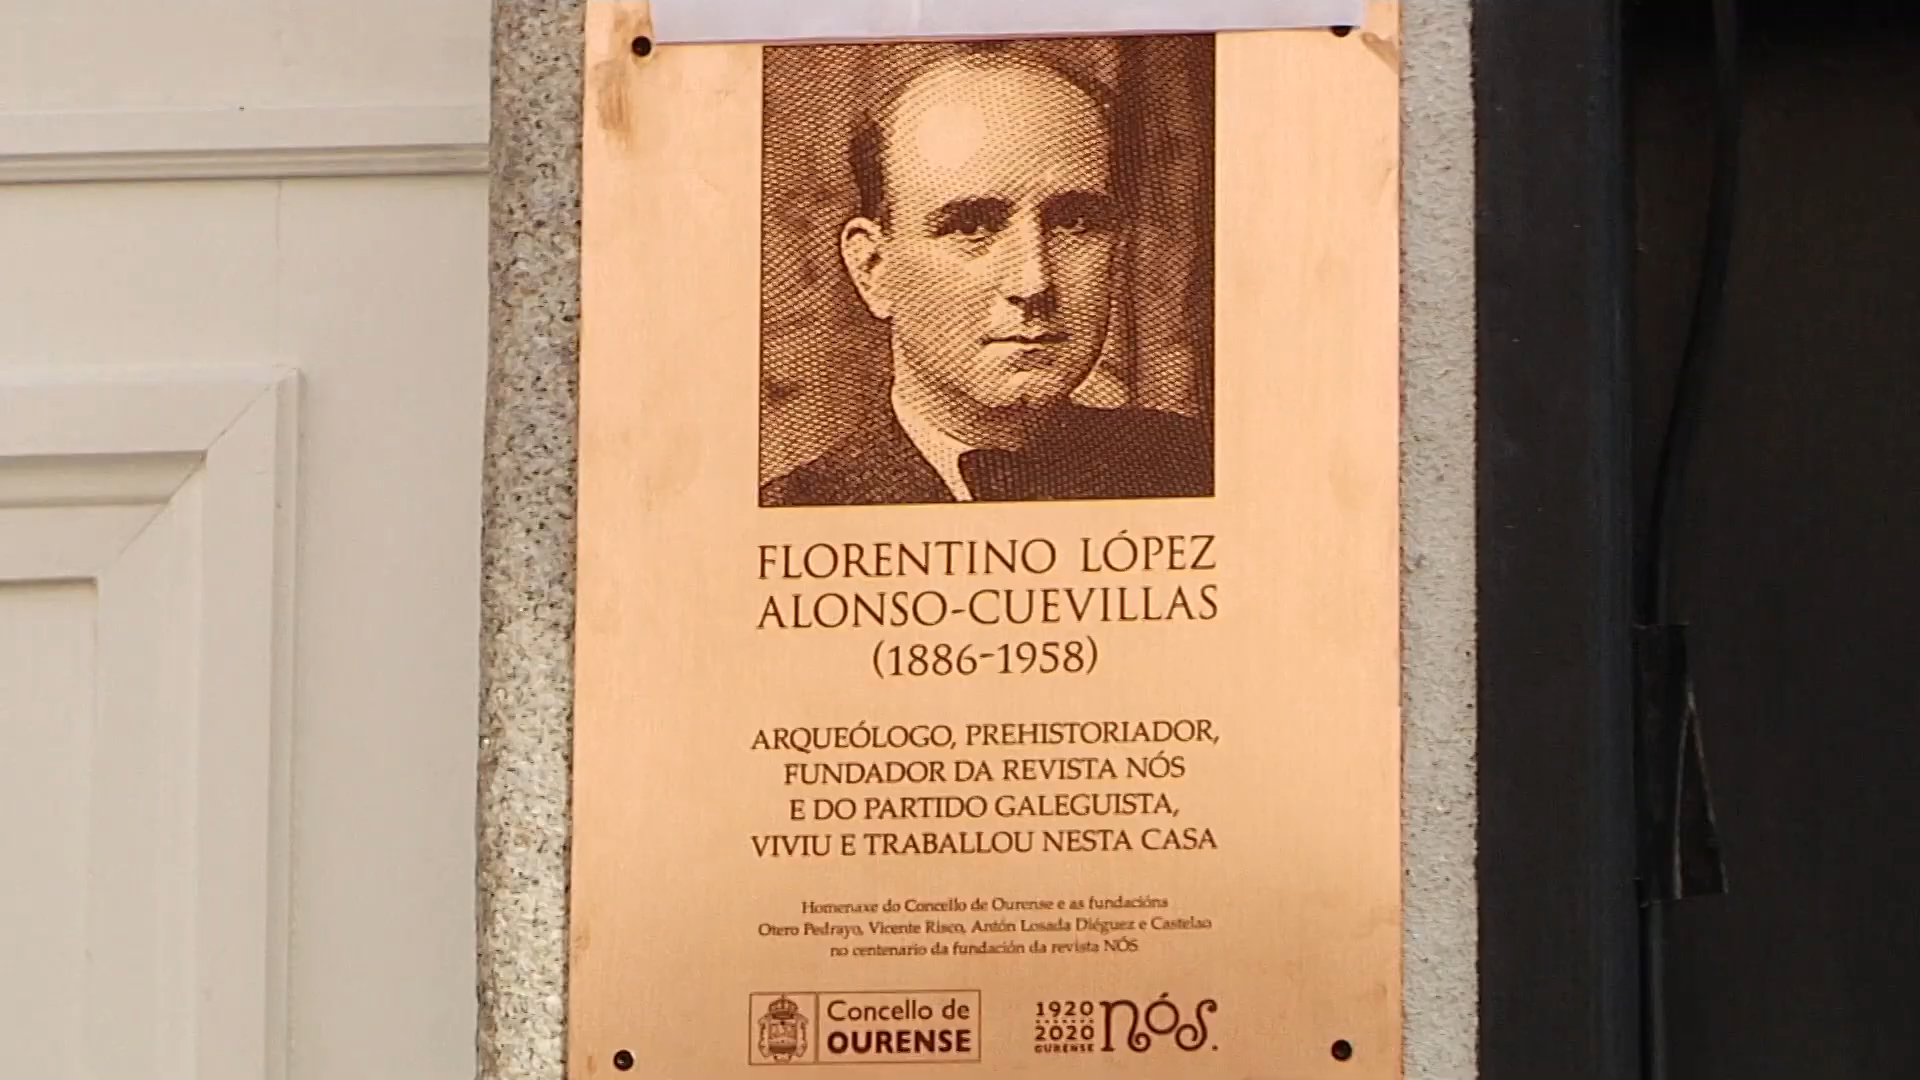 FLORENTINO LÓPEZ
ALONSO-CUEVILLAS
(1886-1958)
ARQUEÓLOGO, PREHISTORIADOR,
FUNDADOR DA REVISTA NÓS
E DO PARTIDO GALEGUISTA,
VIVIU E TRABALLOU NESTA CASA
Homenaxe do Concello de Ourense e as fundacións
Otero Pedrayo, Vicente Risco, Antón Losada Diéguez e Castelao
no centenario da fundación da revista NÓS
Concello de
OURENSE
1920
2020
OURENSE
NÓS.